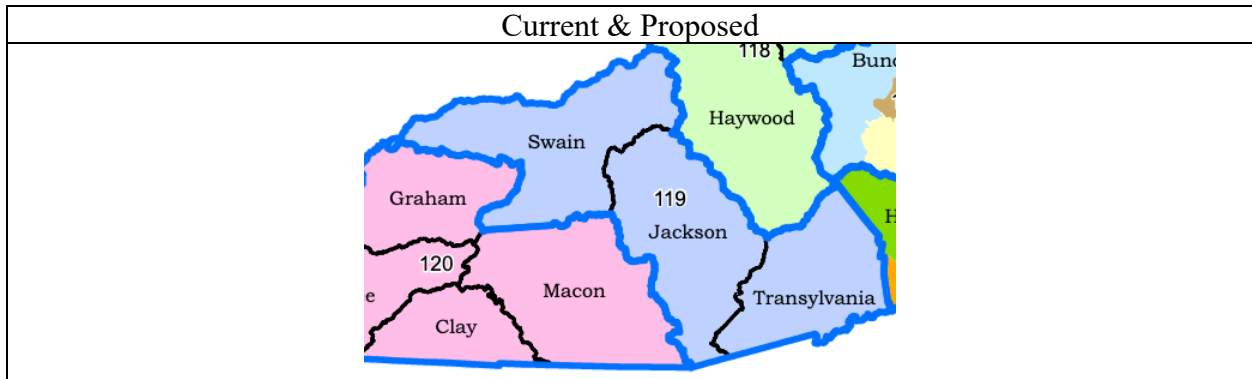 Current & Proposed
118
Haywood
Swain
Graham
119
Jackson
120
Macon
Transylvania
Clay